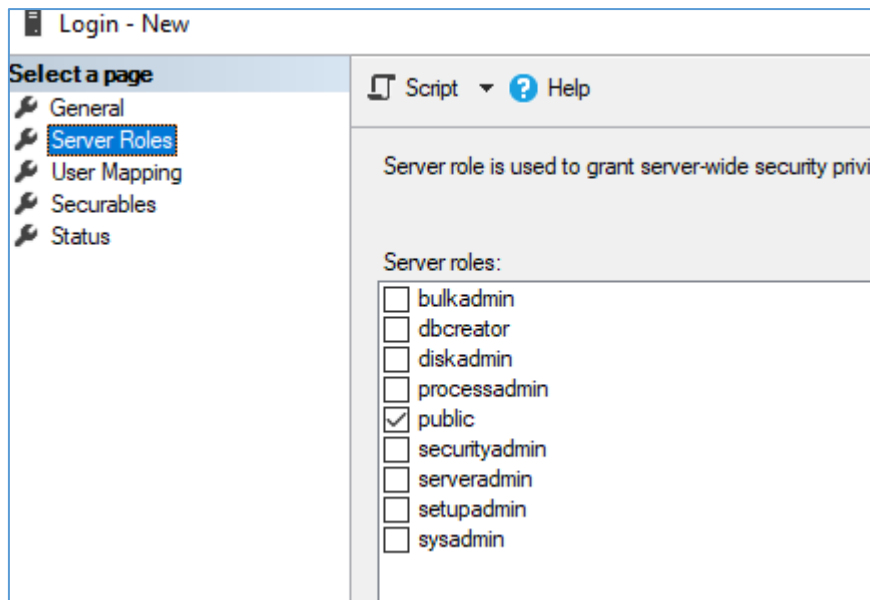 Login - New
Select a page
General
Server Roles
User Mapping
Securables
Status
Script
Help
Server role is used to grant server-wide security privi
Server roles:
bulkadmin
dbcreator
diskadmin
processadmin
public
securityadmin
serveradmin
setupadmin
sysadmin